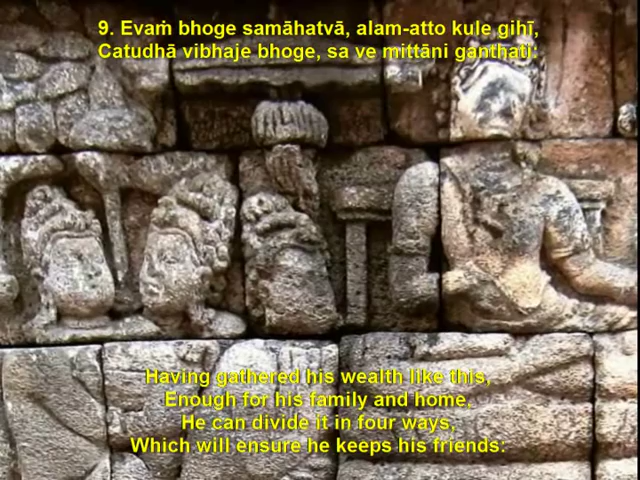 9. Evaṁ bhoge samāhatvā, alam-atto kule gihī,
Catudhā vibhaje bhoge, sa ve mittāni ganthati:
Having gathered his wealth like this,
Enough for his family and home,
He can divide it in four ways,
Which will ensure he keeps his friends: